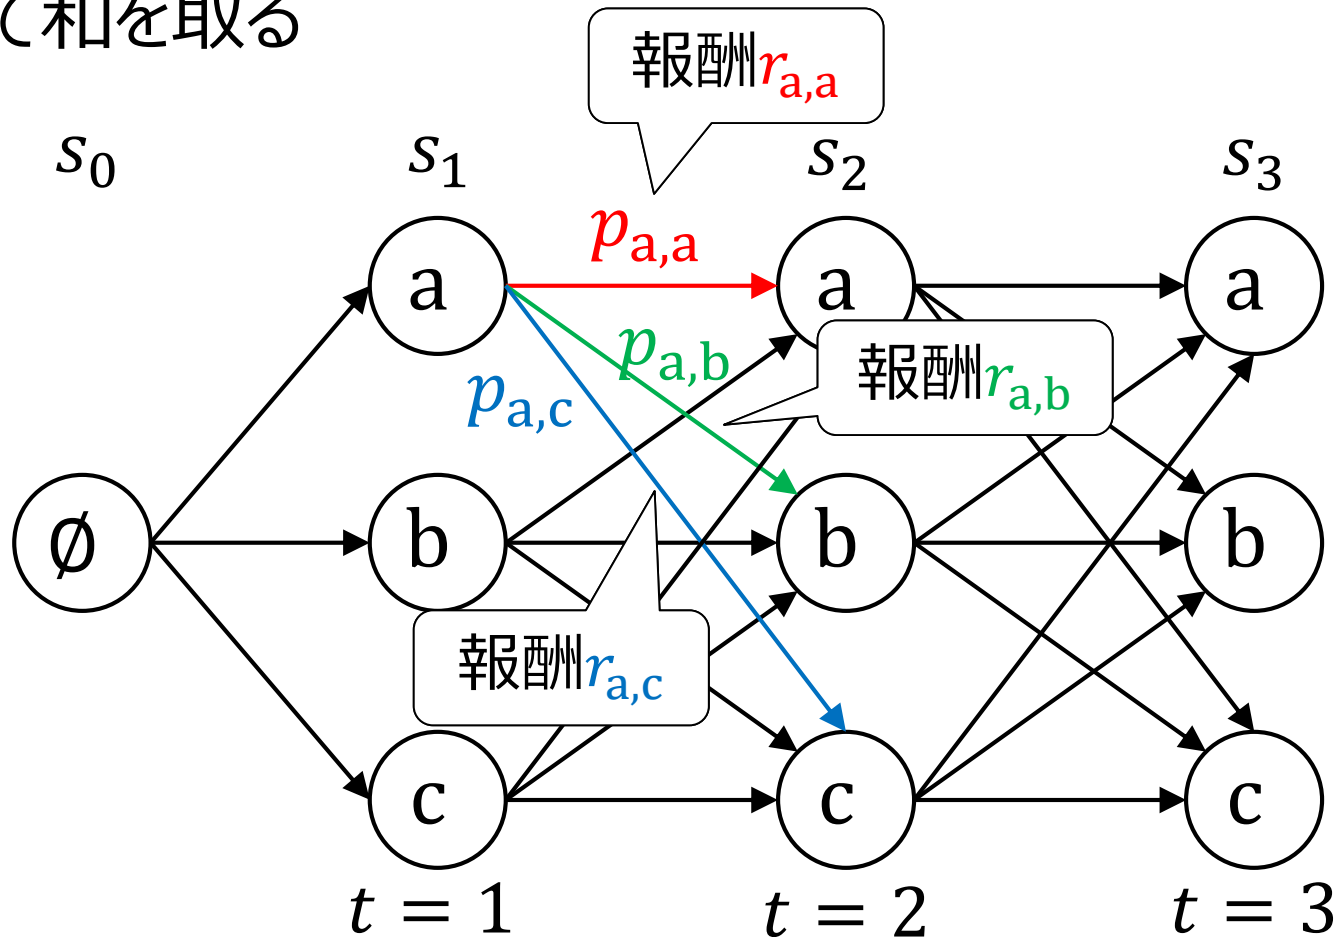 て和を取る
報酬r_{a,a}
s_0
s_1
s_2
s_3
p_{a,a}
a
a
a
p_{a,b}
報酬r_{a,b}
p_{a,c}
∅
b
b
b
報酬r_{a,c}
c
c
c
t = 1
t = 2
t = 3